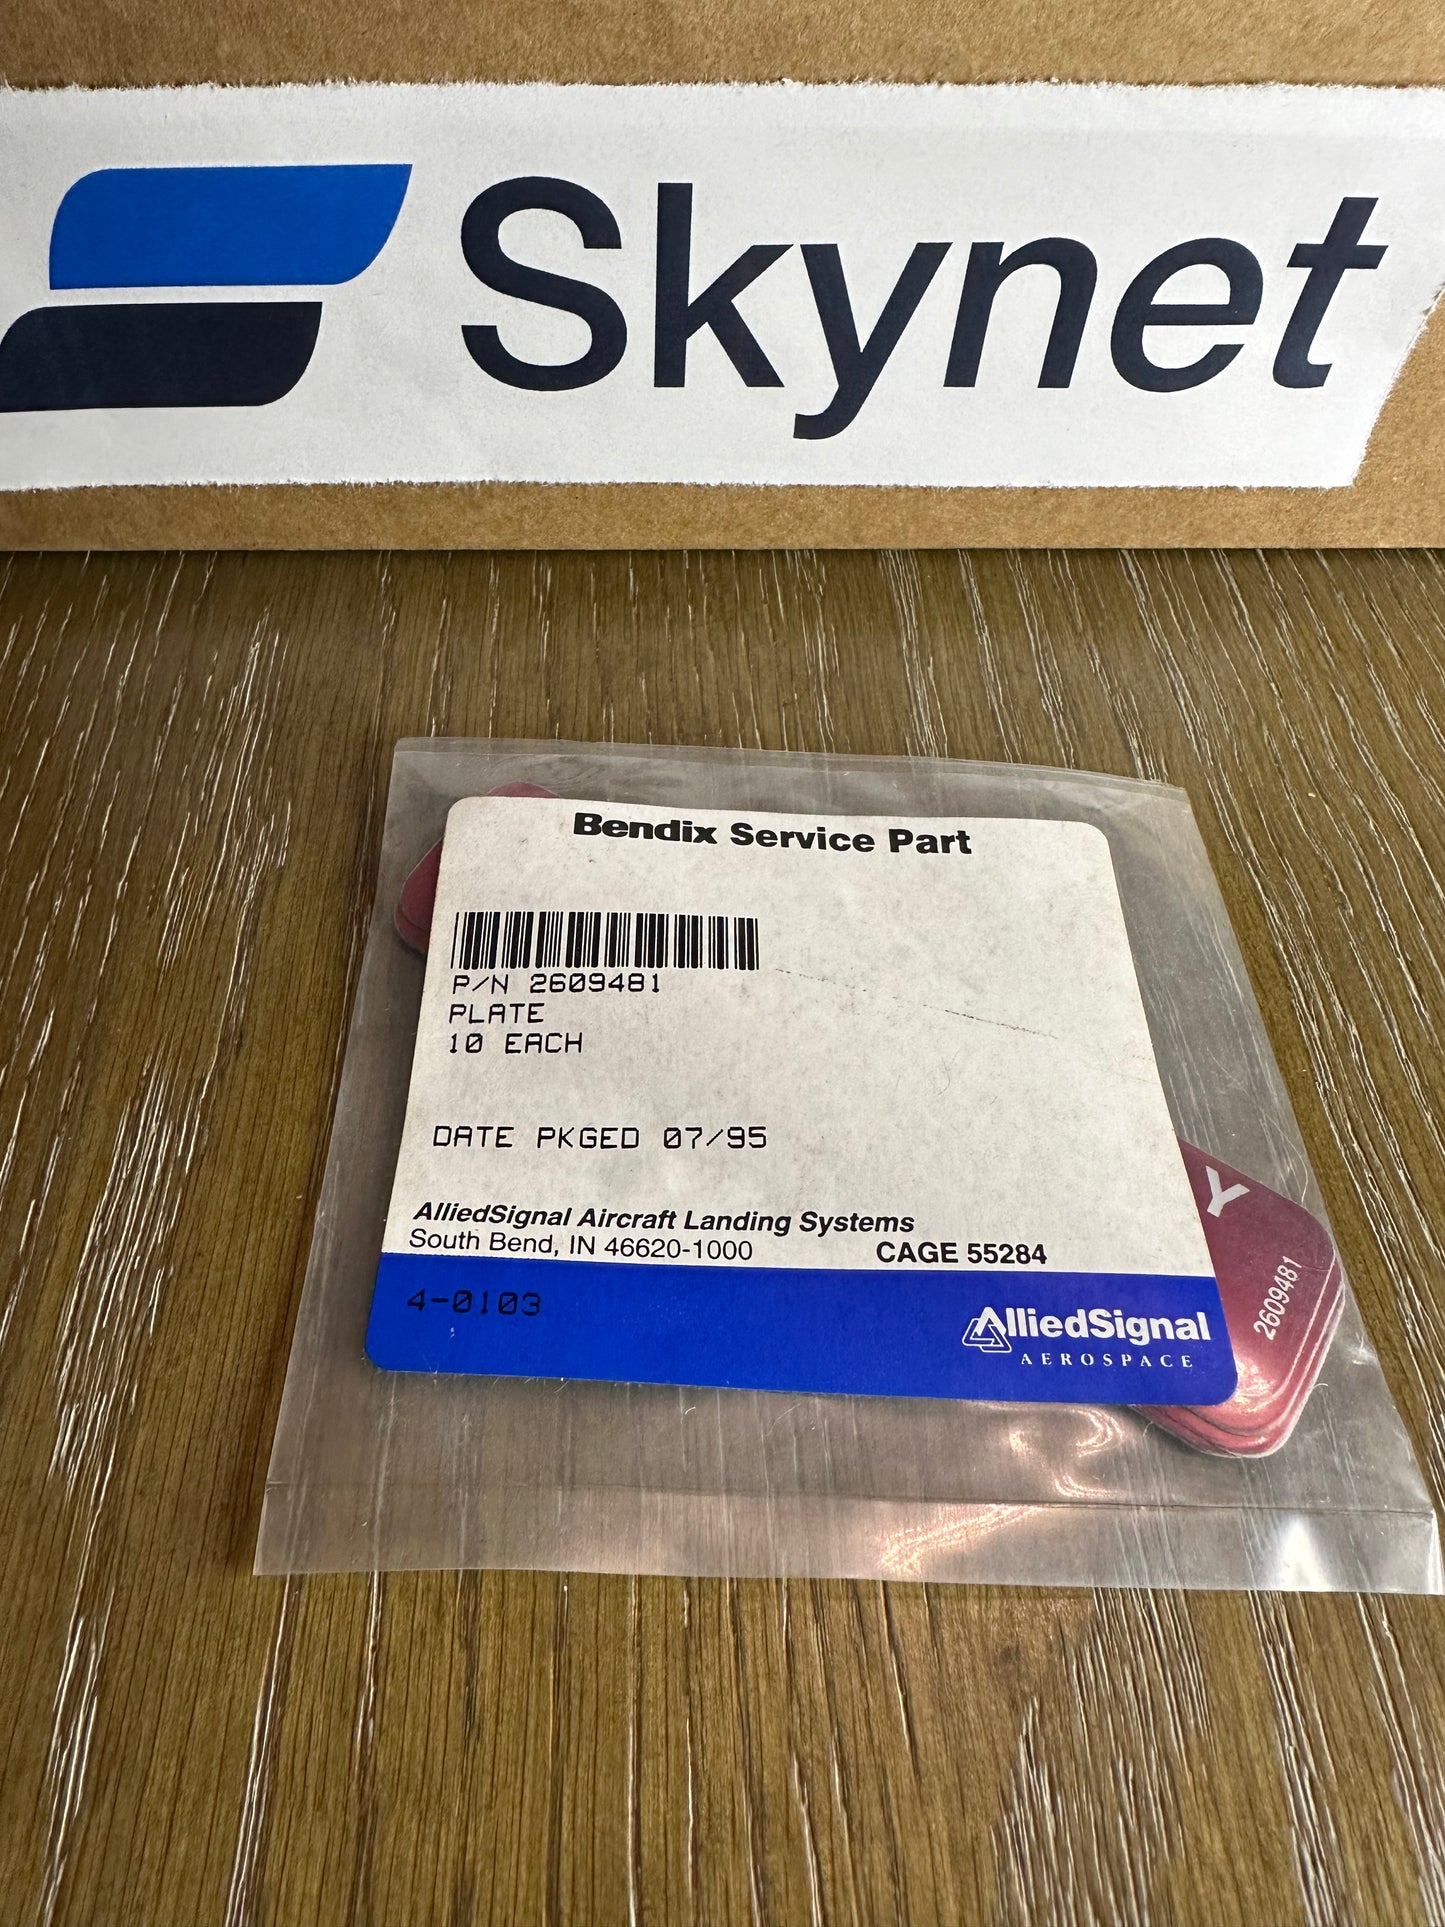 Skynet
Bendix Service Part
P/N 2609481
PLATE
10 EACH
DATE PKGED 07/95
AlliedSignal Aircraft Landing Systems
South Bend, IN 46620-1000 CAGE 55284
4-0103
AlliedSignal
AEROSPACE
Y
2609481